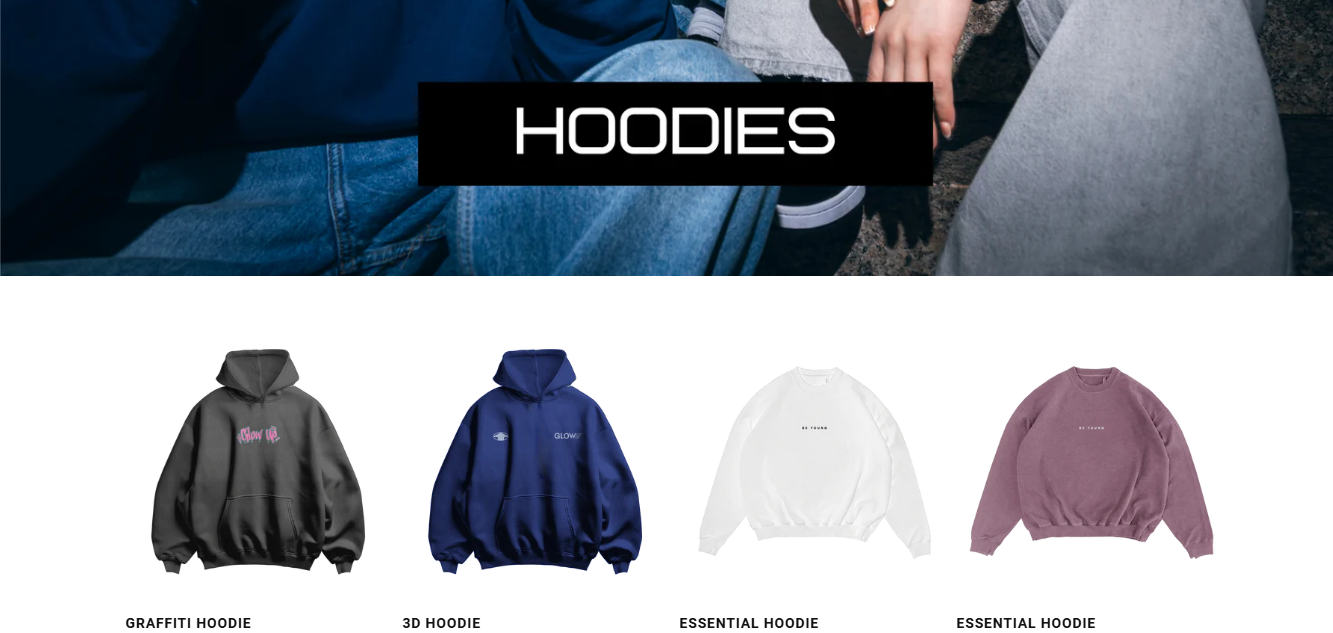 HOODIES
Glow Up
GLOW
BE YOUNG
BE YOUNG
GRAFFITI HOODIE
3D HOODIE
ESSENTIAL HOODIE
ESSENTIAL HOODIE